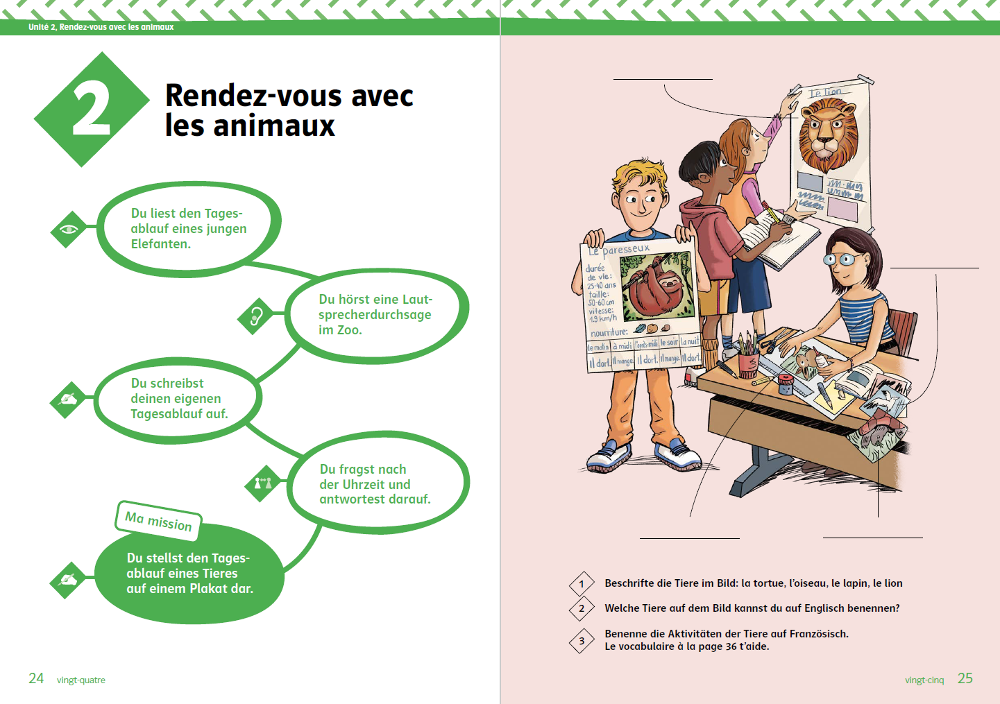 Unité 2, Rendez-vous avec les animaux
2
Rendez-vous avec
les animaux
Du liest den Tages-
ablauf eines jungen
Elefanten.
Du hörst eine Laut-
sprecherdurchsage
im Zoo.
Du schreibst
deinen eigenen
Tagesablauf auf.
Du fragst nach
der Uhrzeit und
antwortest darauf.
Ma mission
Du stellst den Tages-
ablauf eines Tieres
auf einem Plakat dar.
24 vingt-quatre
Le lion
Le paresseux
durée
de vie:
25-40 ans
taille:
50-60 cm
vitesse:
1.9 km/h
nourriture:
le matin à midi l'après-midi le soir la nuit
Il dort. Il mange. Il dort. Il mange. Il dort.
1 Beschrifte die Tiere im Bild: la tortue, l'oiseau, le lapin, le lion
2 Welche Tiere auf dem Bild kannst du auf Englisch benennen?
3 Benenne die Aktivitäten der Tiere auf Französisch.
Le vocabulaire à la page 36 t'aide.
vingt-cinq 25